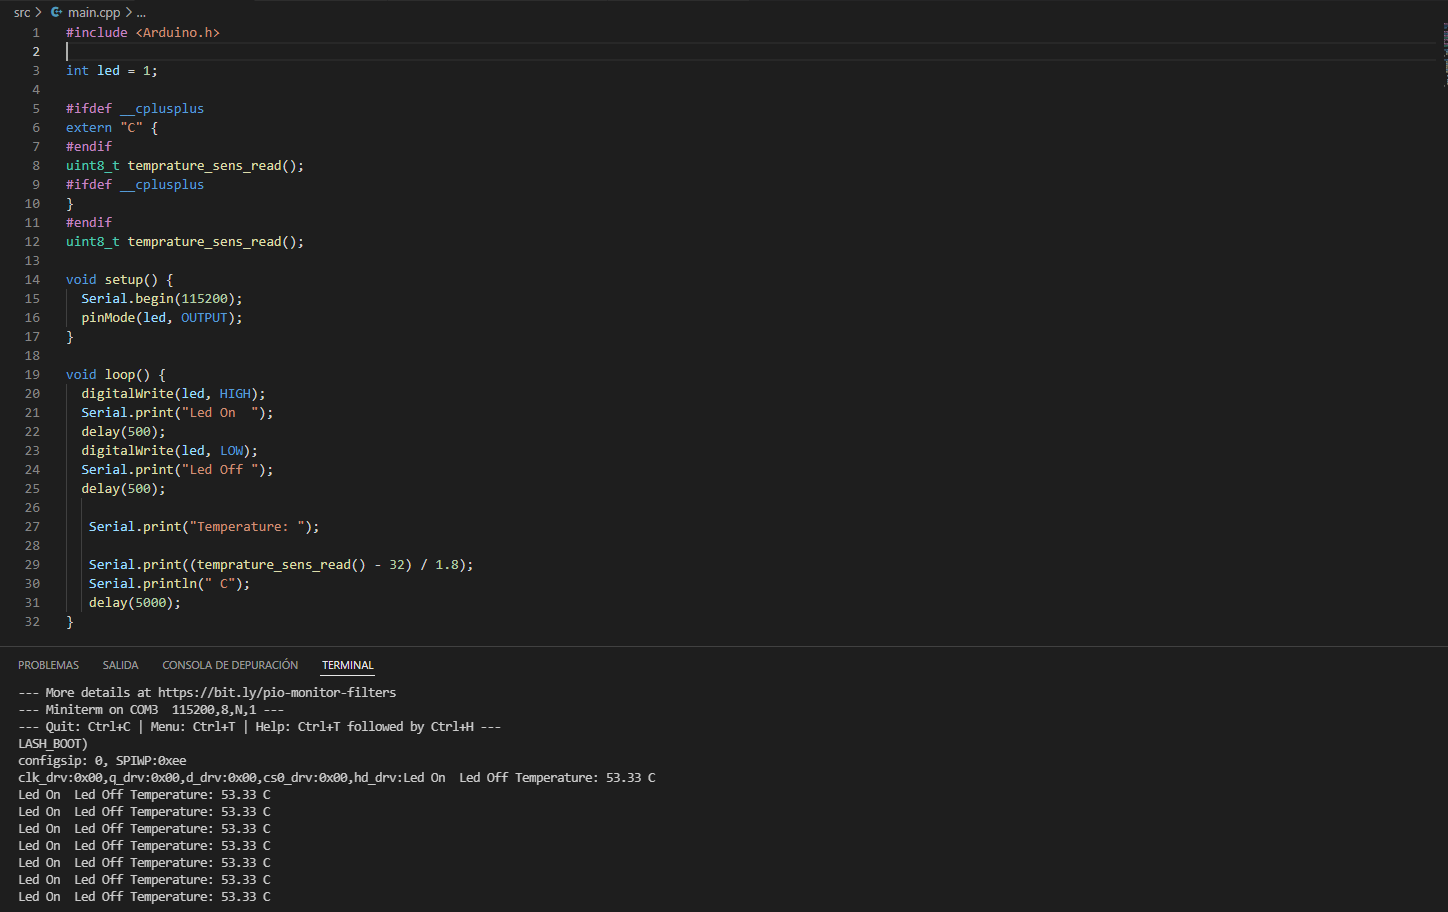 src > main.cpp > ...
1 #include <Arduino.h>
2
3 int led = 1;
4
5 #ifdef __cplusplus
6 extern "C" {
7 #endif
8 uint8_t temprature_sens_read();
9 #ifdef __cplusplus
10 }
11 #endif
12 uint8_t temprature_sens_read();
13
14 void setup() {
15   Serial.begin(115200);
16   pinMode(led, OUTPUT);
17 }
18
19 void loop() {
20   digitalWrite(led, HIGH);
21   Serial.print("Led On  ");
22   delay(500);
23   digitalWrite(led, LOW);
24   Serial.print("Led Off ");
25   delay(500);
26
27    Serial.print("Temperature: ");
28
29    Serial.print((temprature_sens_read() - 32) / 1.8);
30    Serial.println(" C");
31    delay(5000);
32 }
PROBLEMAS SALIDA CONSOLA DE DEPURACIÓN TERMINAL
--- More details at https://bit.ly/pio-monitor-filters
--- Miniterm on COM3  115200,8,N,1 ---
--- Quit: Ctrl+C | Menu: Ctrl+T | Help: Ctrl+T followed by Ctrl+H ---
LASH_BOOT)
configsip: 0, SPIWP:0xee
clk_drv:0x00,q_drv:0x00,d_drv:0x00,cs0_drv:0x00,hd_drv:Led On  Led Off Temperature: 53.33 C
Led On  Led Off Temperature: 53.33 C
Led On  Led Off Temperature: 53.33 C
Led On  Led Off Temperature: 53.33 C
Led On  Led Off Temperature: 53.33 C
Led On  Led Off Temperature: 53.33 C
Led On  Led Off Temperature: 53.33 C
Led On  Led Off Temperature: 53.33 C